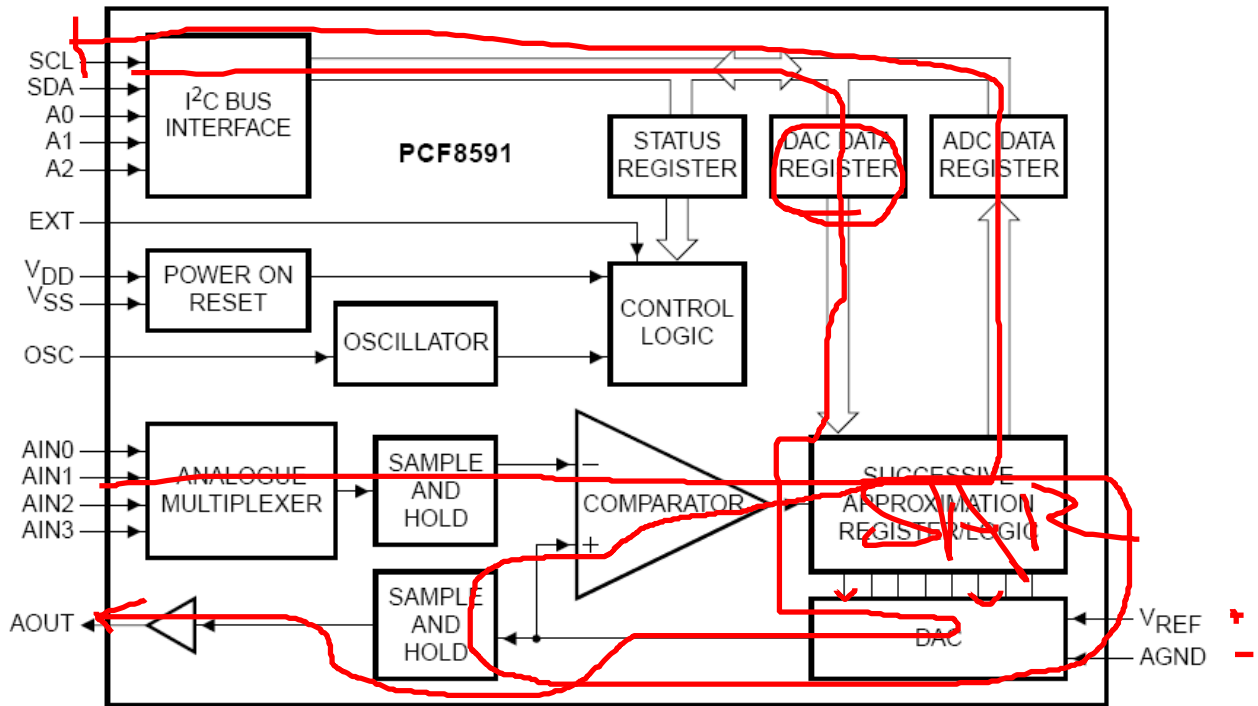 SCL
SDA
A0
A1
A2
I²C BUS
INTERFACE
PCF8591
STATUS
REGISTER
DAC DATA
REGISTER
ADC DATA
REGISTER
EXT
VDD
VSS
POWER ON
RESET
OSC
OSCILLATOR
CONTROL
LOGIC
AIN0
AIN1
AIN2
AIN3
ANALOGUE
MULTIPLEXER
SAMPLE
AND
HOLD
−
COMPARATOR
+
SUCCESSIVE
APPROXIMATION
REGISTER/LOGIC
AOUT
SAMPLE
AND
HOLD
DAC
VREF +
AGND −